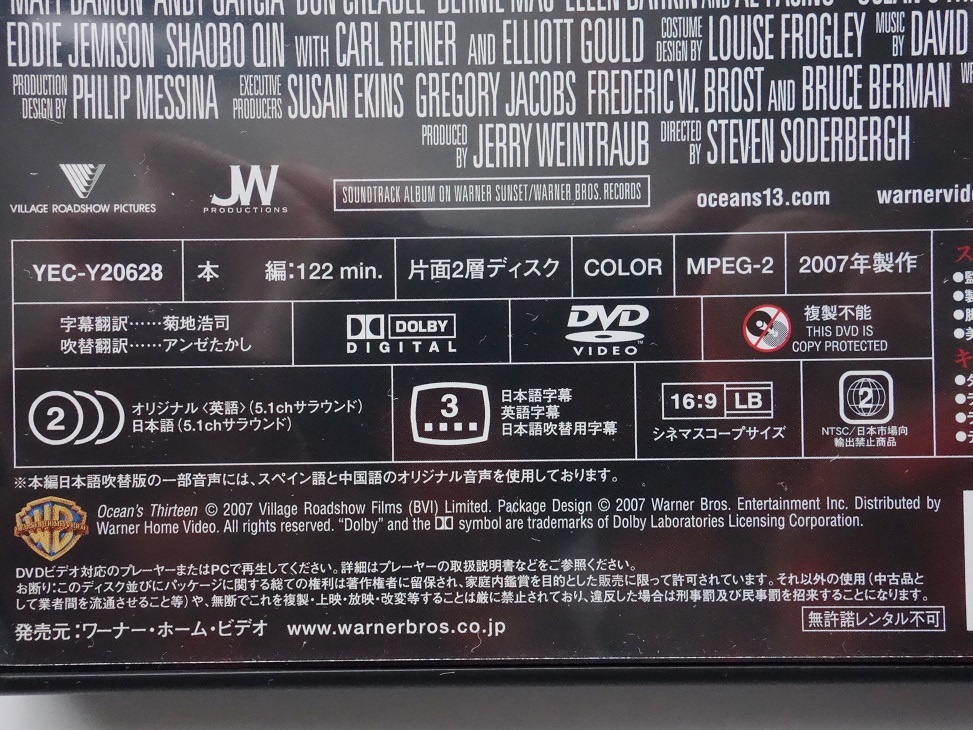 MATT DAMON ANDY GARCIA DON CHEADLE BERNIE MAC ELLEN BARKIN AND AL PACINO
EDDIE JEMISON SHAOBO QIN WITH CARL REINER AND ELLIOTT GOULD COSTUME DESIGN BY LOUISE FROGLEY MUSIC BY DAVID
PRODUCTION DESIGN BY PHILIP MESSINA EXECUTIVE PRODUCERS SUSAN EKINS GREGORY JACOBS FREDERIC W. BROST AND BRUCE BERMAN
PRODUCED BY JERRY WEINTRAUB DIRECTED BY STEVEN SODERBERGH
VILLAGE ROADSHOW PICTURES
JW
PRODUCTIONS
SOUNDTRACK ALBUM ON WARNER SUNSET/WARNER BROS. RECORDS
oceans13.com warnervid
YEC-Y20628 本 編:122 min. 片面2層ディスク COLOR MPEG-2 2007年製作
字幕翻訳……菊地浩司
吹替翻訳……アンゼたかし
DOLBY
DIGITAL
DVD
VIDEO™
複製不能
THIS DVD IS
COPY PROTECTED
2
オリジナル〈英語〉(5.1chサラウンド)
日本語(5.1chサラウンド)
3
日本語字幕
英語字幕
日本語吹替用字幕
16:9 LB
シネマスコープサイズ
2
NTSC/日本市場向
輸出禁止商品
※本編日本語吹替版の一部音声には、スペイン語と中国語のオリジナル音声を使用しております。
Ocean's Thirteen © 2007 Village Roadshow Films (BVI) Limited. Package Design © 2007 Warner Bros. Entertainment Inc. Distributed by
Warner Home Video. All rights reserved. "Dolby" and the symbol are trademarks of Dolby Laboratories Licensing Corporation.
DVDビデオ対応のプレーヤーまたはPCで再生してください。詳細はプレーヤーの取扱説明書などをご参照ください。
お断り:このディスク並びにパッケージに関する総ての権利は著作権者に留保され、家庭内鑑賞を目的とした販売に限って許可されています。それ以外の使用(中古品と
して業者間を流通させること等)や、無断でこれを複製・上映・放映・改変等することは厳に禁止されており、違反した場合は刑事罰及び民事罰を招来することになります。
発売元:ワーナー・ホーム・ビデオ www.warnerbros.co.jp
無許諾レンタル不可